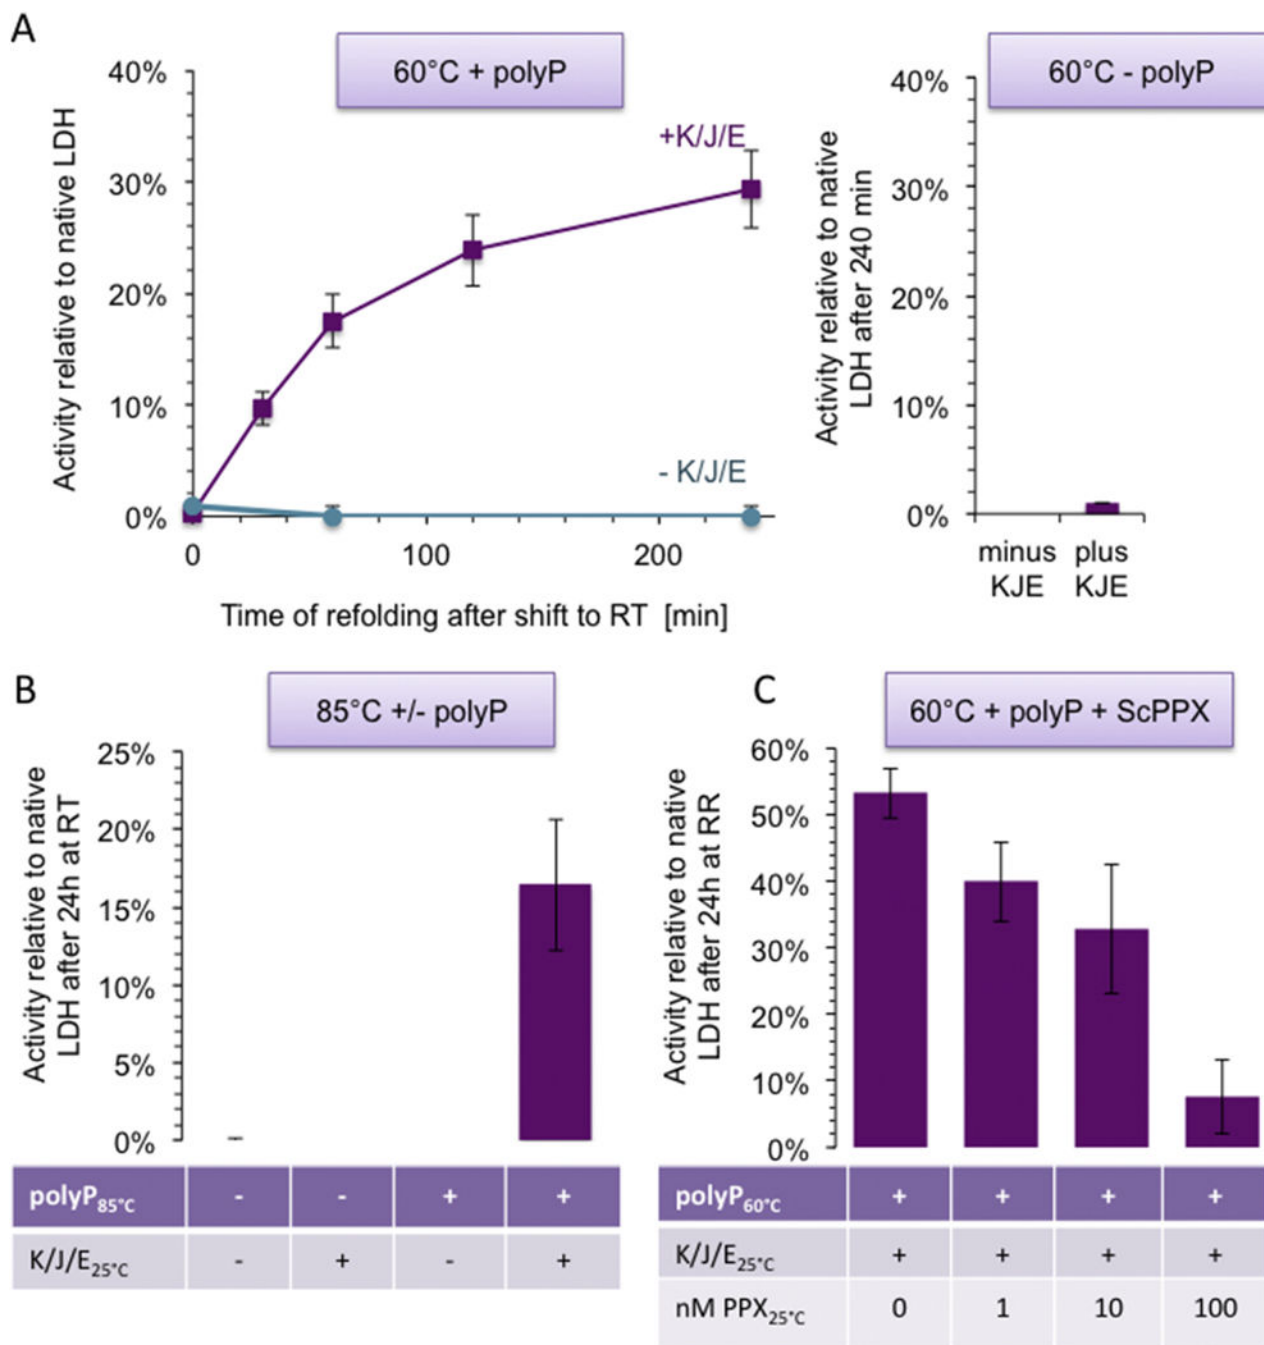 A
60°C + polyP
40%
30%
20%
10%
0%
Activity relative to native LDH
+K/J/E
- K/J/E
0
100
200
Time of refolding after shift to RT [min]
60°C - polyP
40%
30%
20%
10%
0%
Activity relative to native
LDH after 240 min
minus
KJE
plus
KJE
B
85°C +/- polyP
25%
20%
15%
10%
5%
0%
Activity relative to native
LDH after 24h at RT
polyP85°C - - + +
K/J/E25°C - + - +
C
60°C + polyP + ScPPX
60%
50%
40%
30%
20%
10%
0%
Activity relative to native
LDH after 24h at RR
polyP60°C + + + +
K/J/E25°C + + + +
nM PPX25°C 0 1 10 100